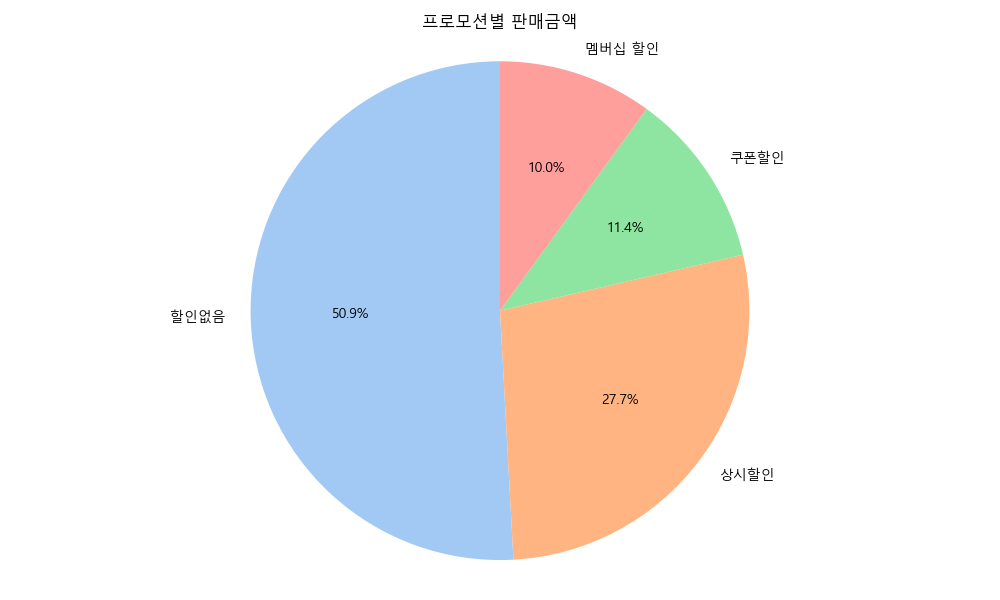 프로모션별 판매금액
멤버십 할인
10.0%
쿠폰할인
11.4%
할인없음
50.9%
27.7%
상시할인